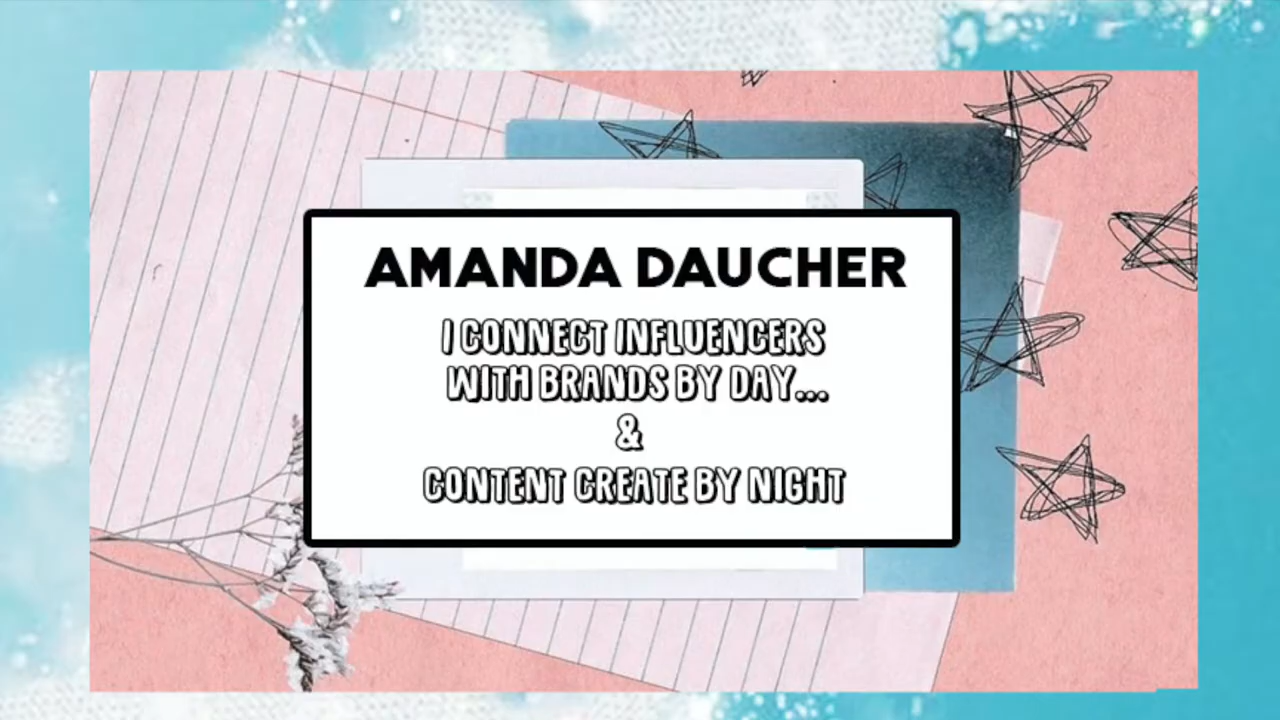 AMANDA DAUCHER
I CONNECT INFLUENCERS
WITH BRANDS BY DAY...
&
CONTENT CREATE BY NIGHT